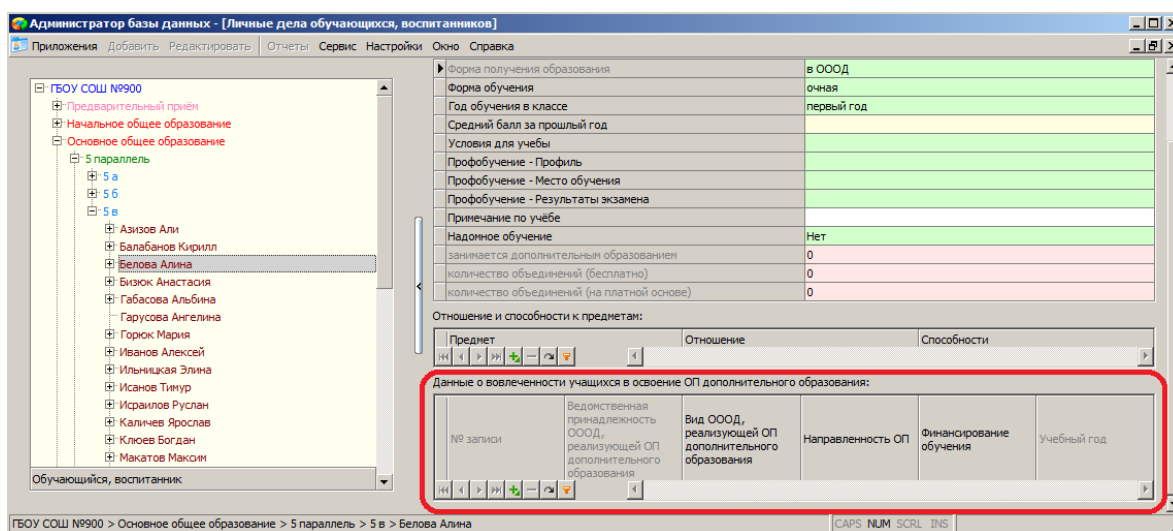 Администратор базы данных - [Личные дела обучающихся, воспитанников]
Приложения Добавить Редактировать Отчеты Сервис Настройки Окно Справка
ГБОУ СОШ №900
Предварительный приём
Начальное общее образование
Основное общее образование
5 параллель
5 а
5 б
5 в
Азизов Али
Балабанов Кирилл
Белова Алина
Бизюк Анастасия
Габасова Альбина
Гарусова Ангелина
Горюк Мария
Иванов Алексей
Ильницкая Элина
Исанов Тимур
Исраилов Руслан
Каличев Ярослав
Клюев Богдан
Макатов Максим
Обучающийся, воспитанник
Форма получения образования в ОООД
Форма обучения очная
Год обучения в классе первый год
Средний балл за прошлый год
Условия для учебы
Профобучение - Профиль
Профобучение - Место обучения
Профобучение - Результаты экзамена
Примечание по учёбе
Надомное обучение Нет
занимается дополнительным образованием 0
количество объединений (бесплатно) 0
количество объединений (на платной основе) 0
Отношение и способности к предметам:
Предмет Отношение Способности
Данные о вовлеченности учащихся в освоение ОП дополнительного образования:
№ записи
Ведомственная
принадлежность
ОООД,
реализующей ОП
дополнительного
образования
Вид ОООД,
реализующей ОП
дополнительного
образования
Направленность ОП
Финансирование
обучения
Учебный год
ГБОУ СОШ №900 > Основное общее образование > 5 параллель > 5 в > Белова Алина
CAPS NUM SCRL INS